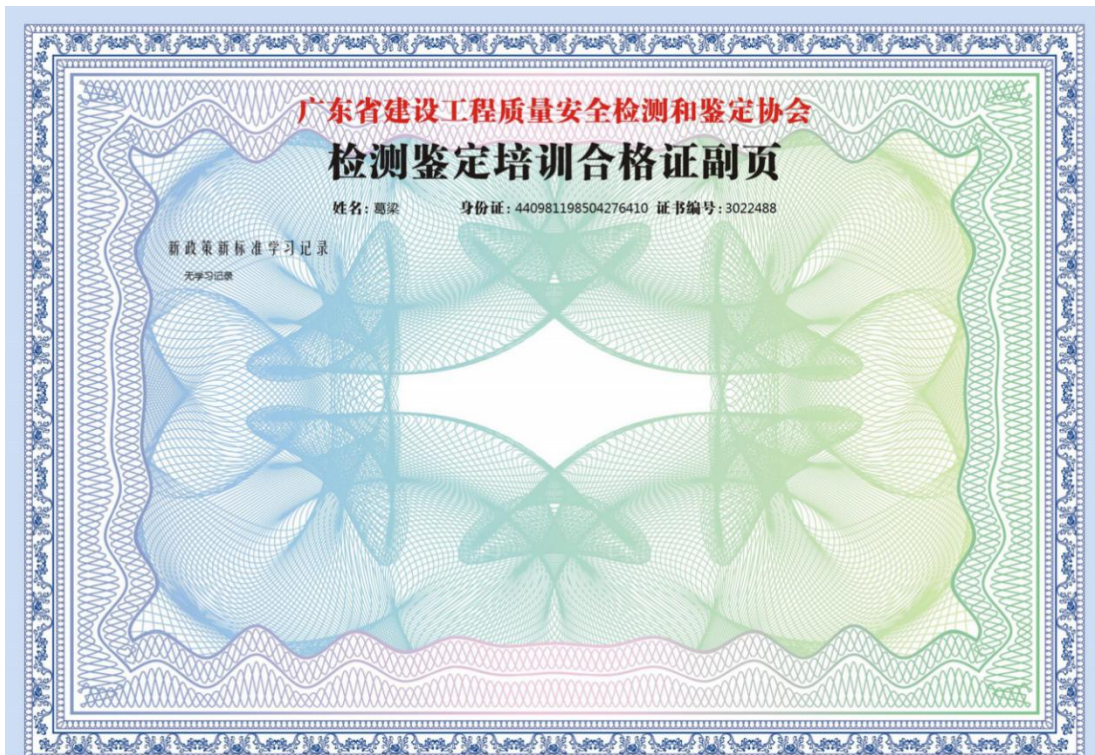 广东省建设工程质量安全检测和鉴定协会
检测鉴定培训合格证副页
姓名：葛梁 身份证：440981198504276410 证书编号：3022488
新政策新标准学习记录
无学习记录